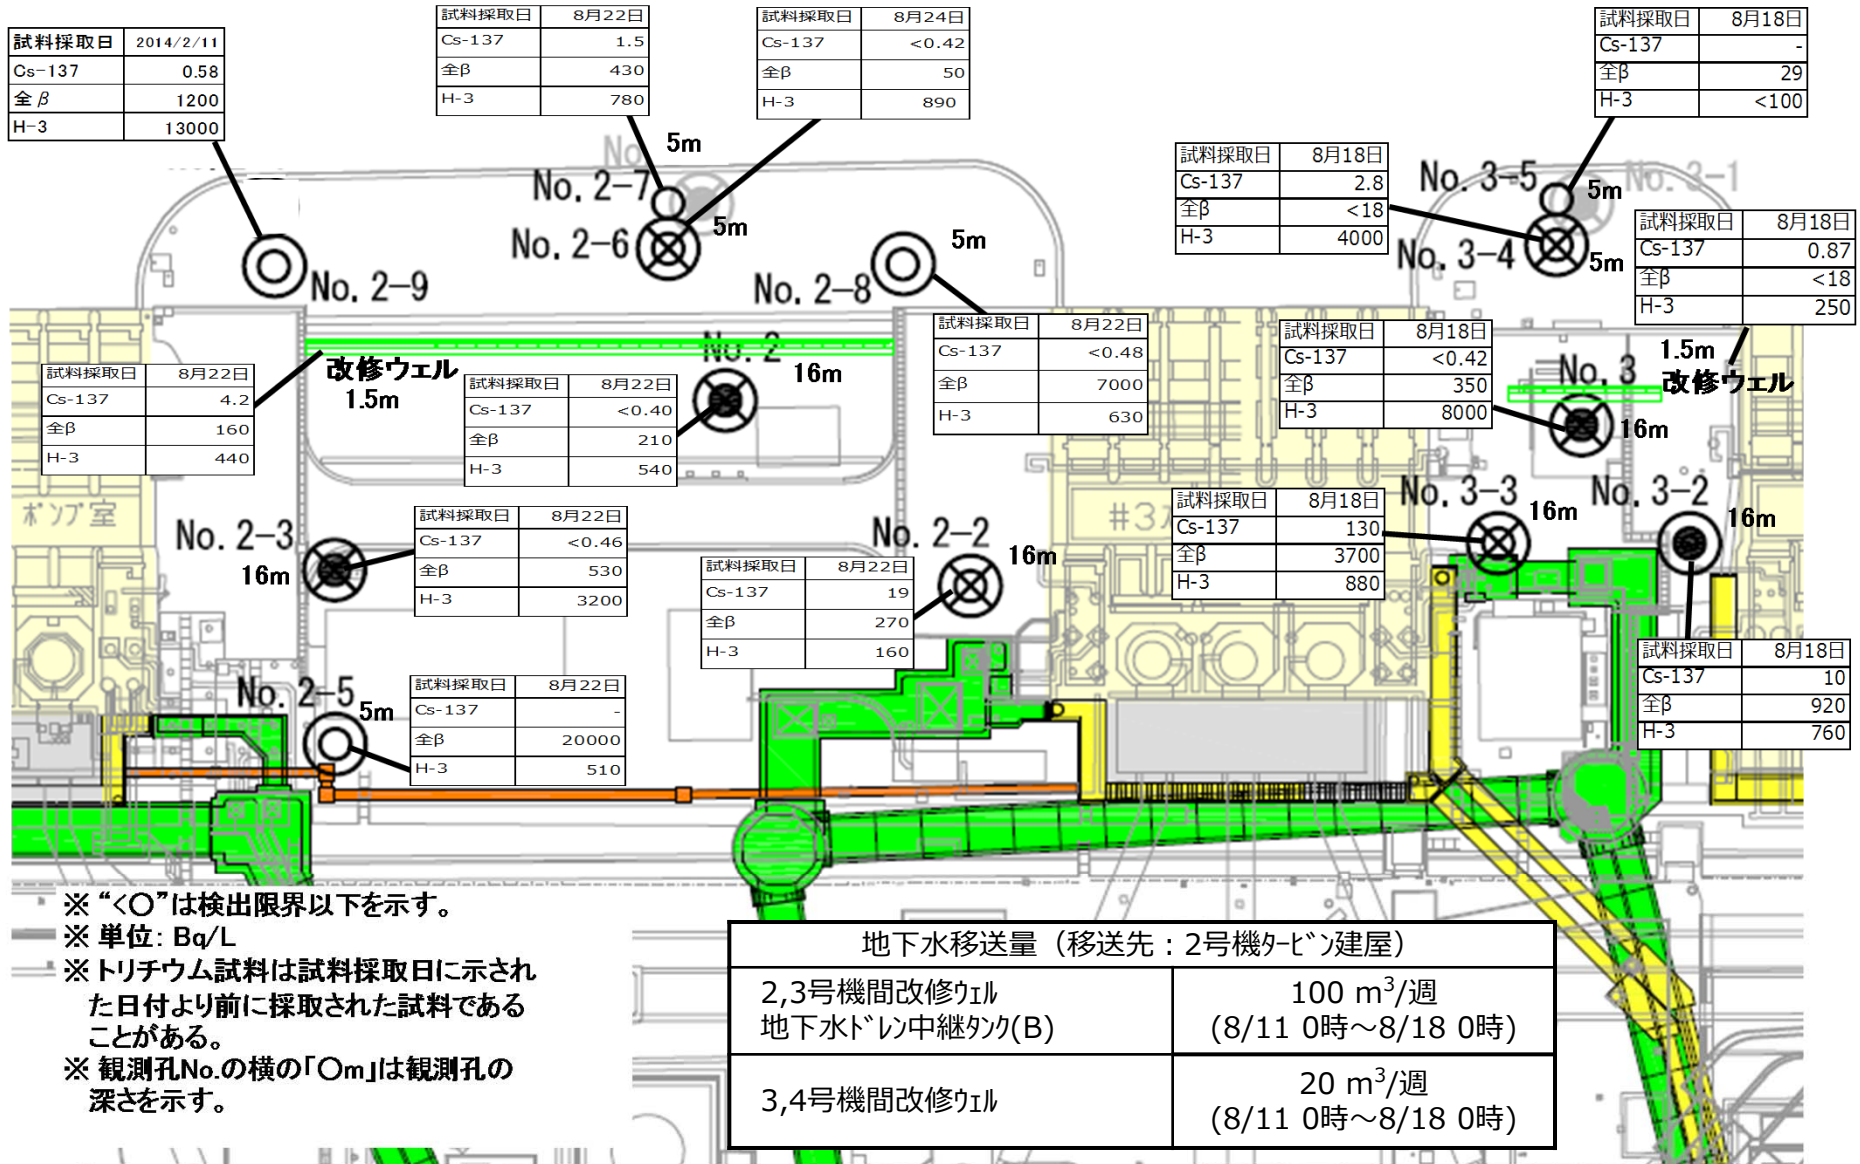 試料採取日 2014/2/11
Cs-137 0.58
全β 1200
H-3 13000
試料採取日 8月22日
Cs-137 1.5
全β 430
H-3 780
試料採取日 8月24日
Cs-137 <0.42
全β 50
H-3 890
試料採取日 8月18日
Cs-137 -
全β 29
H-3 <100
試料採取日 8月18日
Cs-137 2.8
全β <18
H-3 4000
試料採取日 8月18日
Cs-137 0.87
全β <18
H-3 250
No
5m
No. 2-7
No. 2-6
5m
No. 2-9
No. 2-8
5m
No. 3-5
5m
No. 3-1
No. 3-4
5m
試料採取日 8月22日
Cs-137 4.2
全β 160
H-3 440
改修ウェル
1.5m
試料採取日 8月22日
Cs-137 <0.40
全β 210
H-3 540
No. 2
16m
試料採取日 8月22日
Cs-137 <0.48
全β 7000
H-3 630
試料採取日 8月18日
Cs-137 <0.42
全β 350
H-3 8000
No. 3
16m
1.5m
改修ウェル
ポンプ室
No. 2-3
16m
試料採取日 8月22日
Cs-137 <0.46
全β 530
H-3 3200
試料採取日 8月22日
Cs-137 19
全β 270
H-3 160
No. 2-2
16m
#3ス
試料採取日 8月18日
Cs-137 130
全β 3700
H-3 880
No. 3-3
16m
No. 3-2
16m
試料採取日 8月18日
Cs-137 10
全β 920
H-3 760
No. 2-5
5m
試料採取日 8月22日
Cs-137 -
全β 20000
H-3 510
※ “<〇”は検出限界以下を示す。
※ 単位: Bq/L
※ トリチウム試料は試料採取日に示され
た日付より前に採取された試料である
ことがある。
※ 観測孔No.の横の「〇m」は観測孔の
深さを示す。
地下水移送量（移送先：2号機ﾀｰﾋﾞﾝ建屋）
2,3号機間改修ｳｪﾙ
地下水ﾄﾞﾚﾝ中継ﾀﾝｸ(B)
100 m³/週
(8/11 0時～8/18 0時)
3,4号機間改修ｳｪﾙ
20 m³/週
(8/11 0時～8/18 0時)